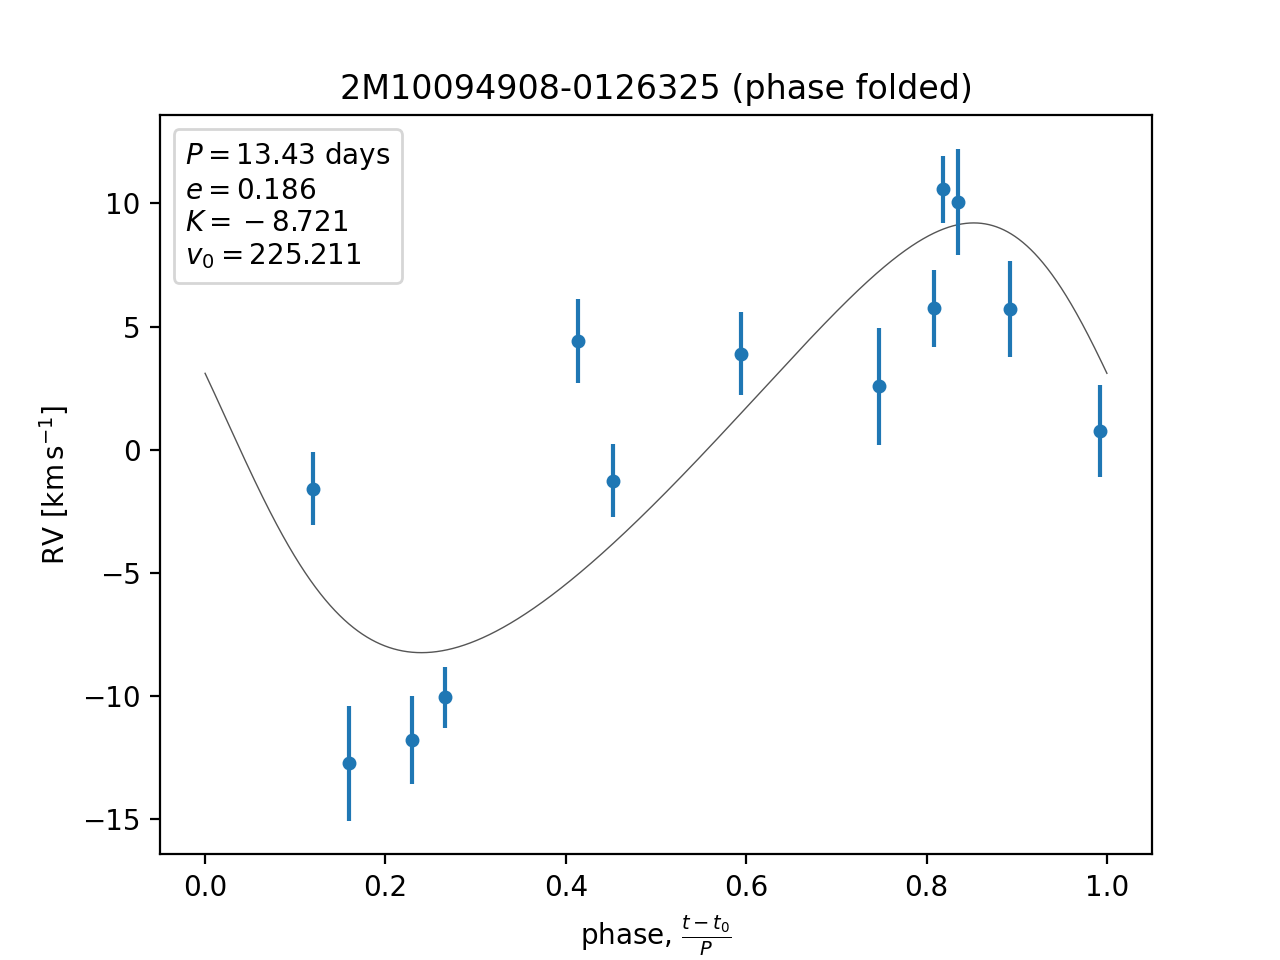 2M10094908-0126325 (phase folded)
P = 13.43 days
e = 0.186
K = −8.721
v₀ = 225.211
10
5
0
−5
−10
−15
RV [km s⁻¹]
0.0 0.2 0.4 0.6 0.8 1.0
phase, (t − t₀)/P